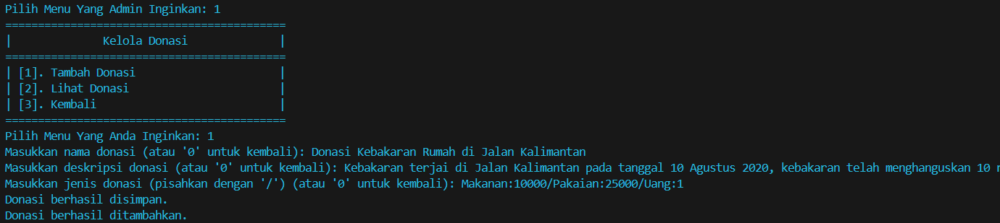 Pilih Menu Yang Admin Inginkan: 1
===========================================
|              Kelola Donasi              |
===========================================
| [1]. Tambah Donasi                      |
| [2]. Lihat Donasi                       |
| [3]. Kembali                            |
===========================================
Pilih Menu Yang Anda Inginkan: 1
Masukkan nama donasi (atau '0' untuk kembali): Donasi Kebakaran Rumah di Jalan Kalimantan
Masukkan deskripsi donasi (atau '0' untuk kembali): Kebakaran terjai di Jalan Kalimantan pada tanggal 10 Agustus 2020, kebakaran telah menghanguskan 10
Masukkan jenis donasi (pisahkan dengan '/') (atau '0' untuk kembali): Makanan:10000/Pakaian:25000/Uang:1
Donasi berhasil disimpan.
Donasi berhasil ditambahkan.